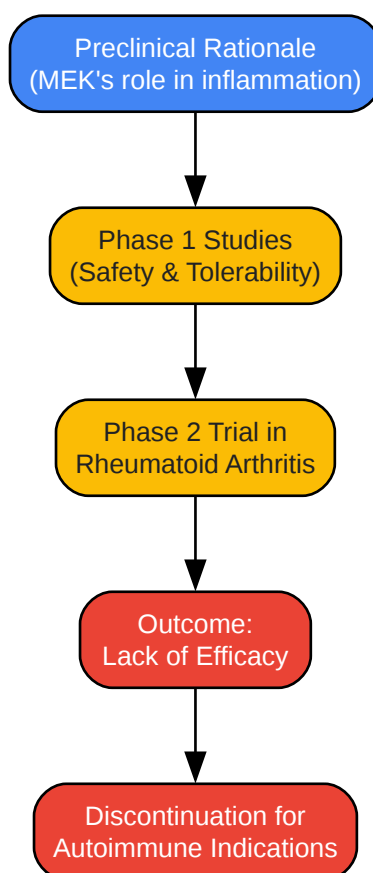 Preclinical Rationale
(MEK's role in inflammation)
Phase 1 Studies
(Safety & Tolerability)
Phase 2 Trial in
Rheumatoid Arthritis
Outcome:
Lack of Efficacy
Discontinuation for
Autoimmune Indications